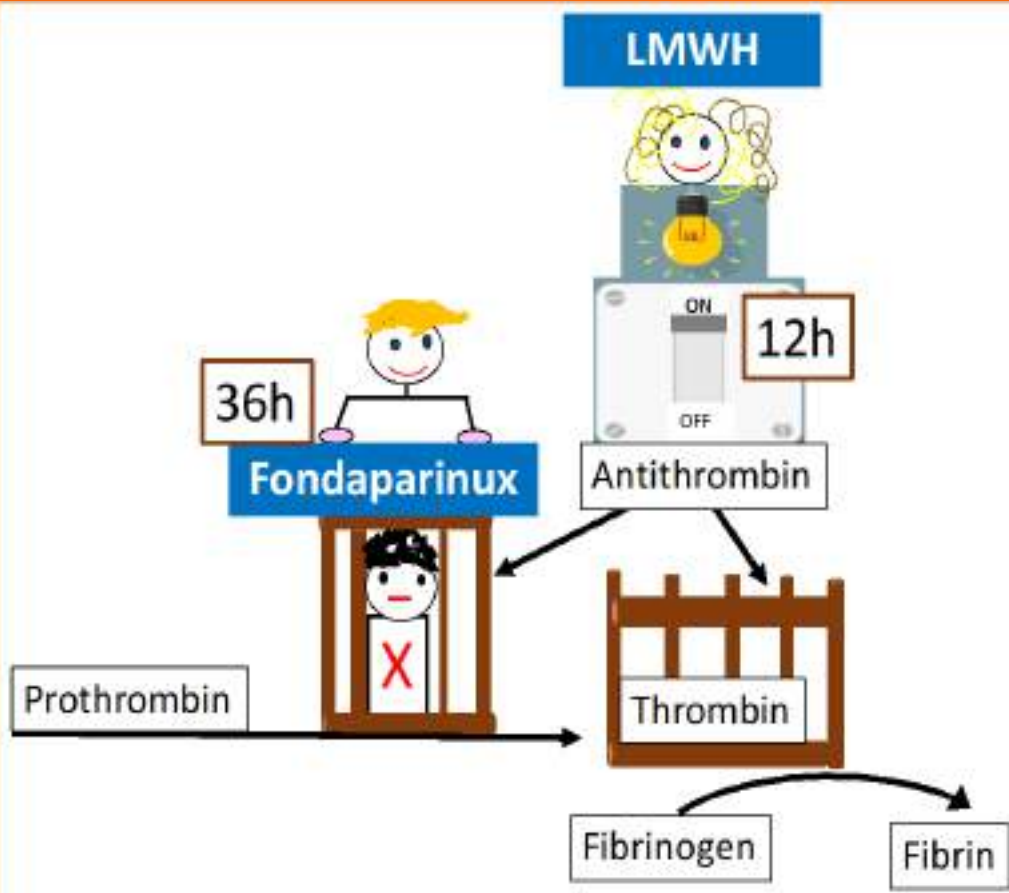 LMWH
ON
12h
OFF
36h
Fondaparinux
Antithrombin
X
Prothrombin
Thrombin
Fibrinogen
Fibrin